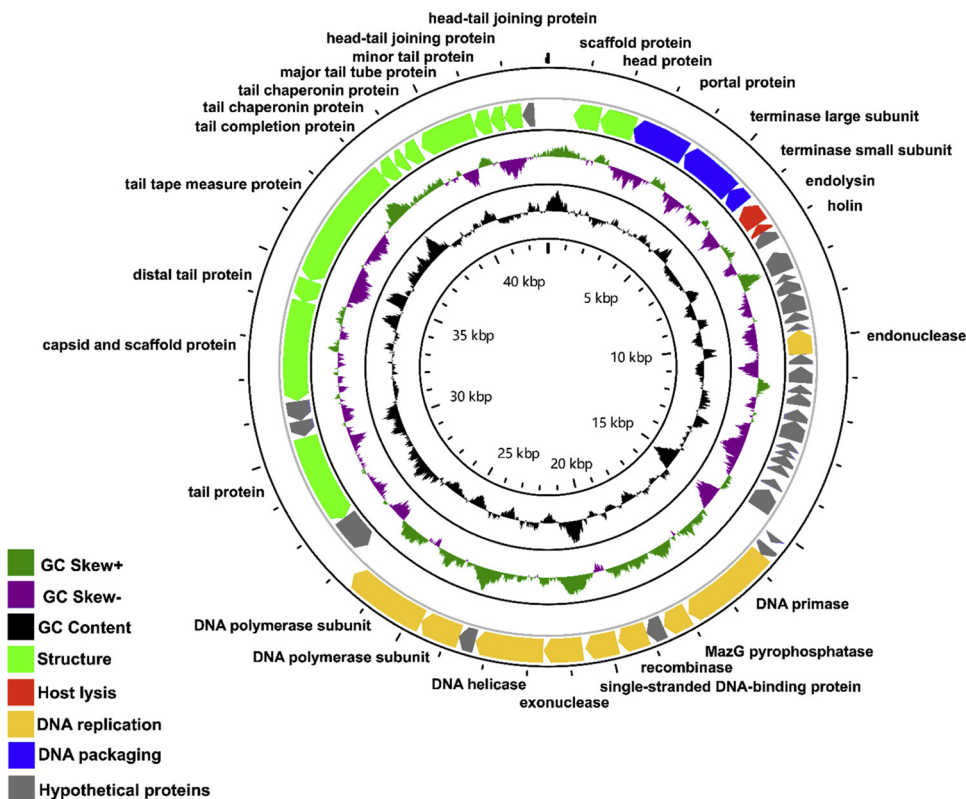 head-tail joining protein
head-tail joining protein
minor tail protein
major tail tube protein
tail chaperonin protein
tail chaperonin protein
tail completion protein
tail tape measure protein
distal tail protein
capsid and scaffold protein
tail protein
scaffold protein
head protein
portal protein
terminase large subunit
terminase small subunit
endolysin
holin
endonuclease
40 kbp
5 kbp
35 kbp
10 kbp
30 kbp
15 kbp
25 kbp
20 kbp
DNA primase
MazG pyrophosphatase
recombinase
single-stranded DNA-binding protein
exonuclease
DNA helicase
DNA polymerase subunit
DNA polymerase subunit
GC Skew+
GC Skew-
GC Content
Structure
Host lysis
DNA replication
DNA packaging
Hypothetical proteins